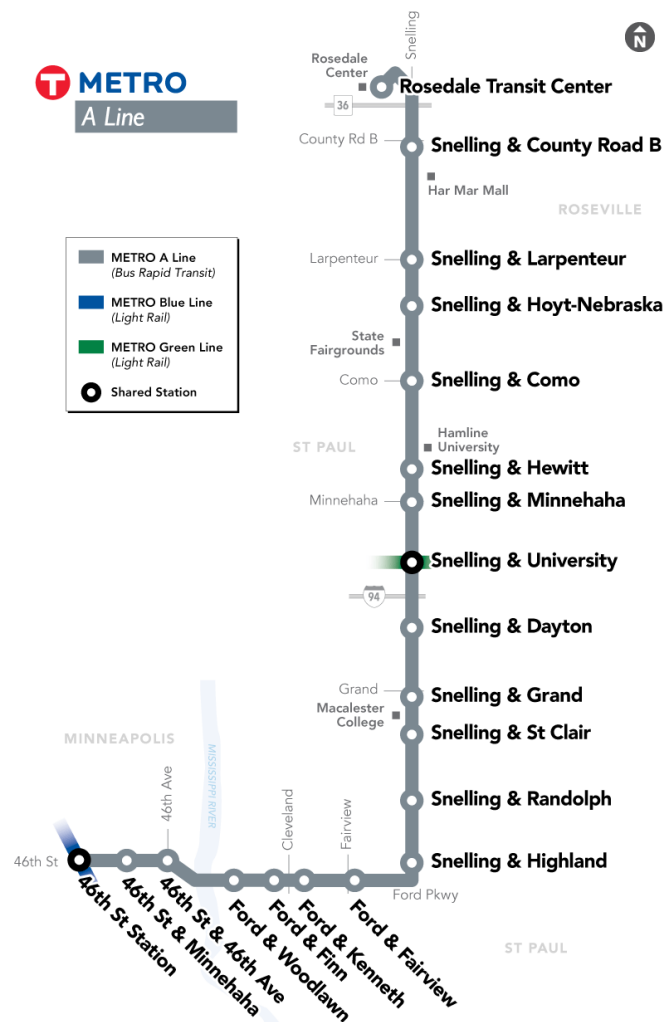 Snelling
N
Rosedale
Center
T METRO
A Line
Rosedale Transit Center
36
County Rd B
Snelling & County Road B
Har Mar Mall
ROSEVILLE
METRO A Line
(Bus Rapid Transit)
METRO Blue Line
(Light Rail)
METRO Green Line
(Light Rail)
Shared Station
Larpenteur
Snelling & Larpenteur
Snelling & Hoyt-Nebraska
State
Fairgrounds
Como
Snelling & Como
ST PAUL
Hamline
University
Snelling & Hewitt
Minnehaha
Snelling & Minnehaha
Snelling & University
94
Snelling & Dayton
Grand
Snelling & Grand
Macalester
College
Snelling & St Clair
MINNEAPOLIS
MISSISSIPPI RIVER
46th Ave
Cleveland
Fairview
Snelling & Randolph
46th St
Snelling & Highland
Ford Pkwy
46th St Station
46th St & Minnehaha
46th St & 46th Ave
Ford & Woodlawn
Ford & Finn
Ford & Kenneth
Ford & Fairview
ST PAUL